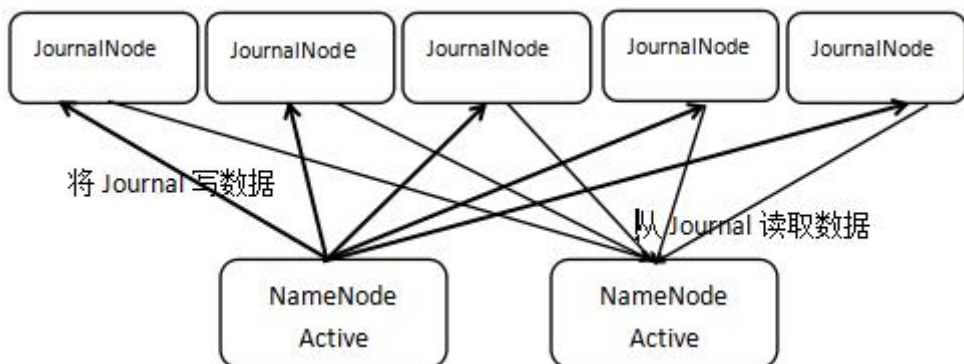 JournalNode
JournalNode
JournalNode
JournalNode
JournalNode
将 Journal 写数据
从 Journal 读取数据
NameNode
Active
NameNode
Active